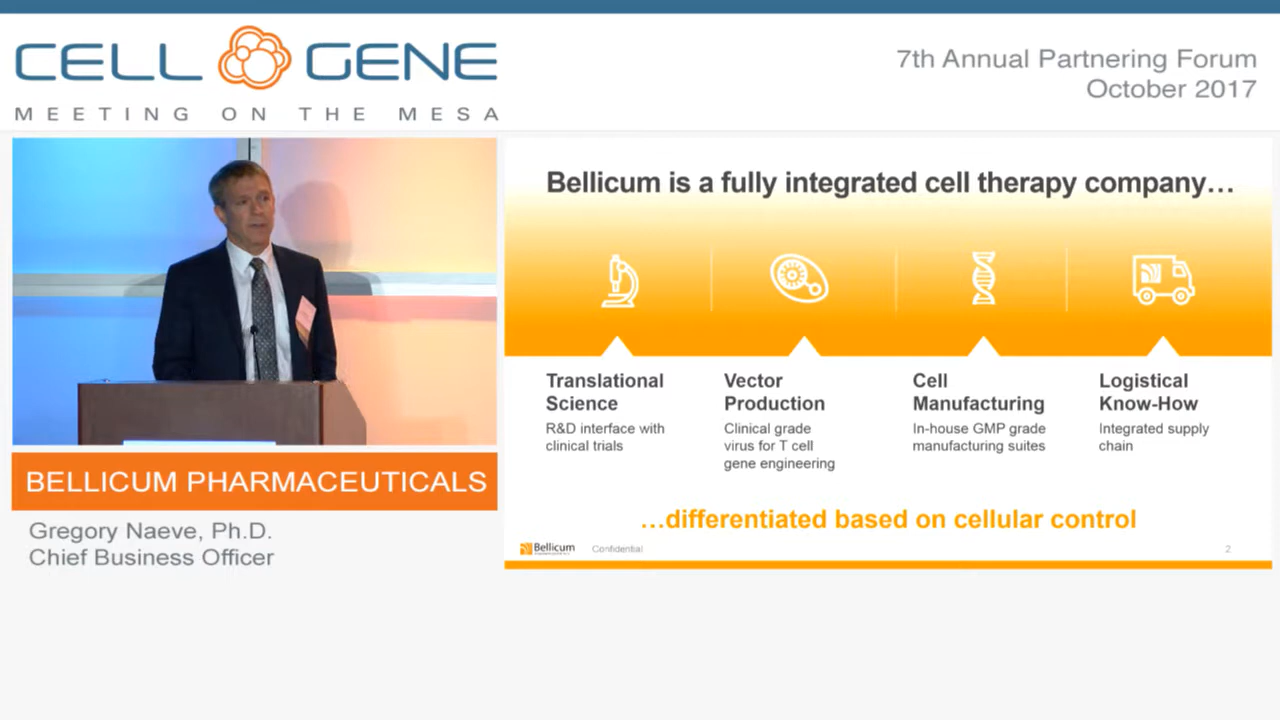 CELL GENE
MEETING ON THE MESA
7th Annual Partnering Forum
October 2017
Bellicum is a fully integrated cell therapy company…
Translational
Science
R&D interface with
clinical trials
Vector
Production
Clinical grade
virus for T cell
gene engineering
Cell
Manufacturing
In-house GMP grade
manufacturing suites
Logistical
Know-How
Integrated supply
chain
…differentiated based on cellular control
Bellicum
Confidential
2
BELLICUM PHARMACEUTICALS
Gregory Naeve, Ph.D.
Chief Business Officer